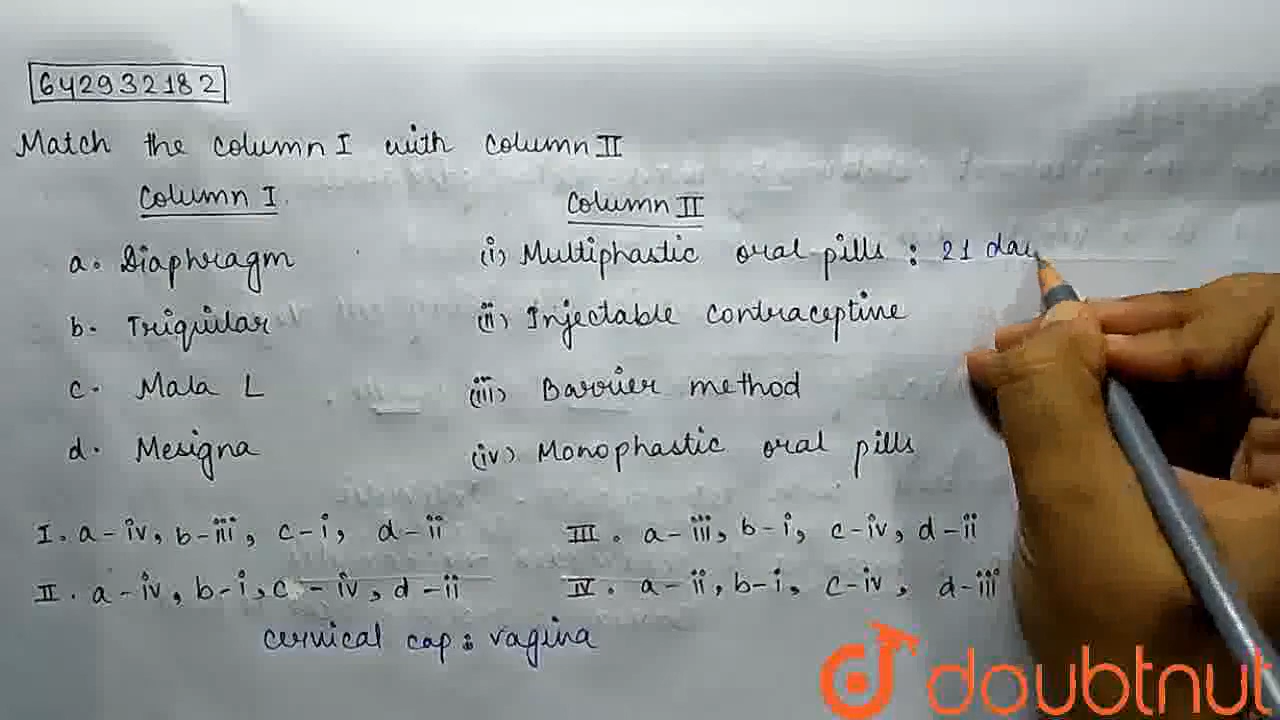 642932182
Match the column I with column II
Column I Column II
a. Diaphragm (i) Multiphastic oral pills : 21 day
b. Triquilar (ii) Injectable contraceptine
c. Mala L (iii) Barrier method
d. Mesigna (iv) Monophastic oral pills
I. a-iv, b-iii, c-i, d-ii III. a-iii, b-i, c-iv, d-ii
II. a-iv, b-i, c-iv, d-ii IV. a-ii, b-i, c-iv, d-iii
cervical cap : vagina
doubtnut